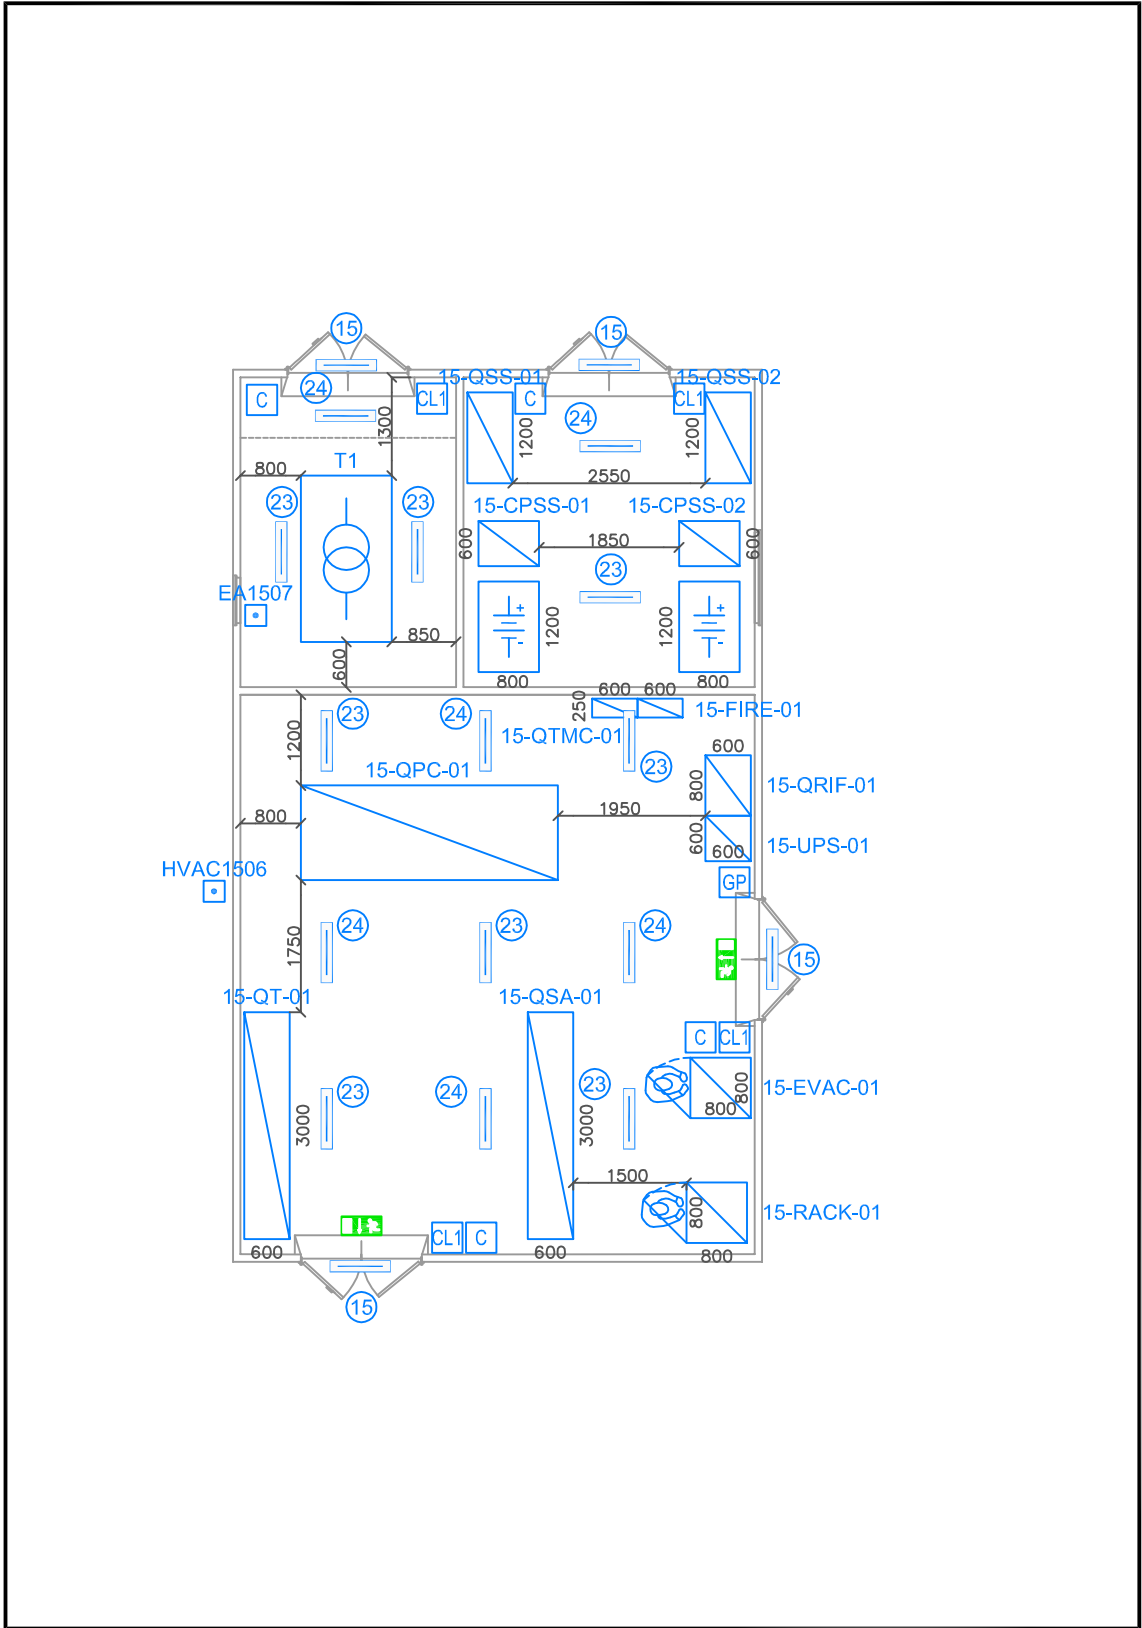 15
15
15-QSS-01
15-QSS-02
24
C
CL1
C
CL1
24
1300
1200
1200
T1
800
2550
23
23
15-CPSS-01
15-CPSS-02
600
1850
600
23
EA1507
+
-
+
-
1200
1200
850
600
800
800
600
600
250
15-FIRE-01
23
24
15-QTMC-01
1200
23
600
15-QPC-01
800
15-QRIF-01
800
1950
600
600
15-UPS-01
HVAC1506
GP
24
23
24
1750
15
15-QT-01
15-QSA-01
C
CL1
23
24
23
800
800
15-EVAC-01
3000
3000
1500
800
15-RACK-01
CL1
C
600
600
800
15